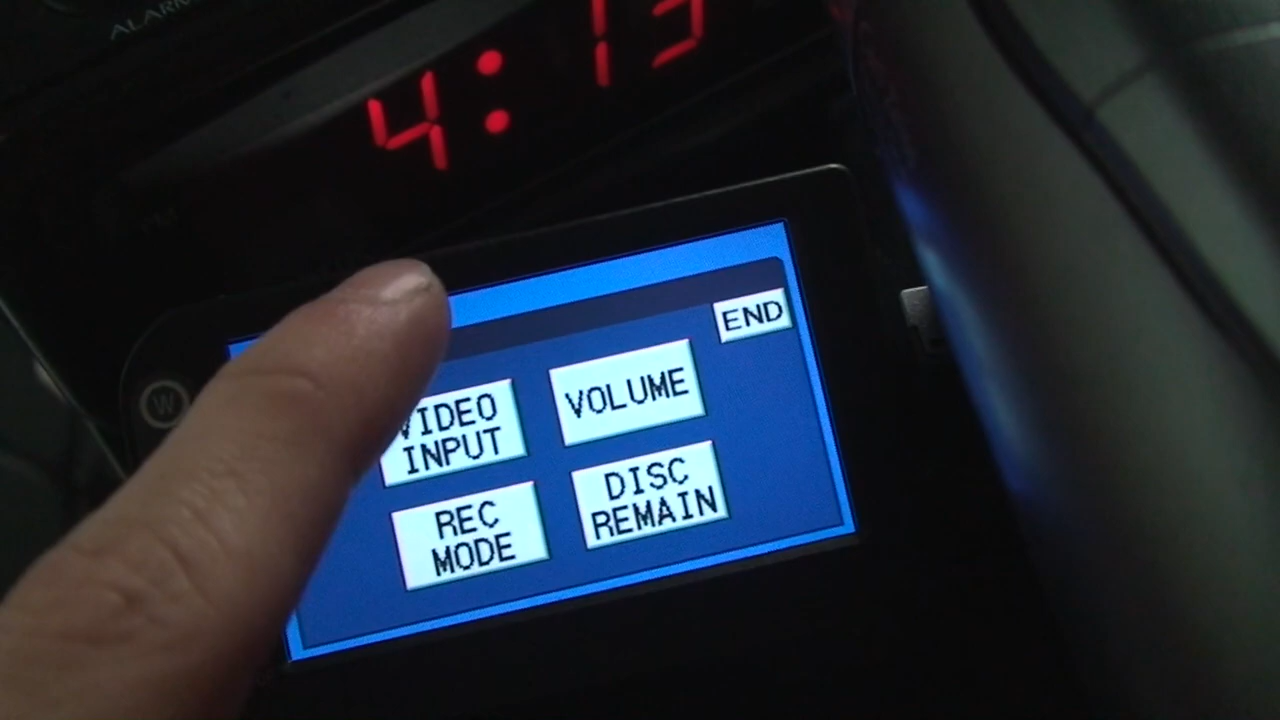 ALARM
4:13
W
END
VIDEO
INPUT
VOLUME
REC
MODE
DISC
REMAIN